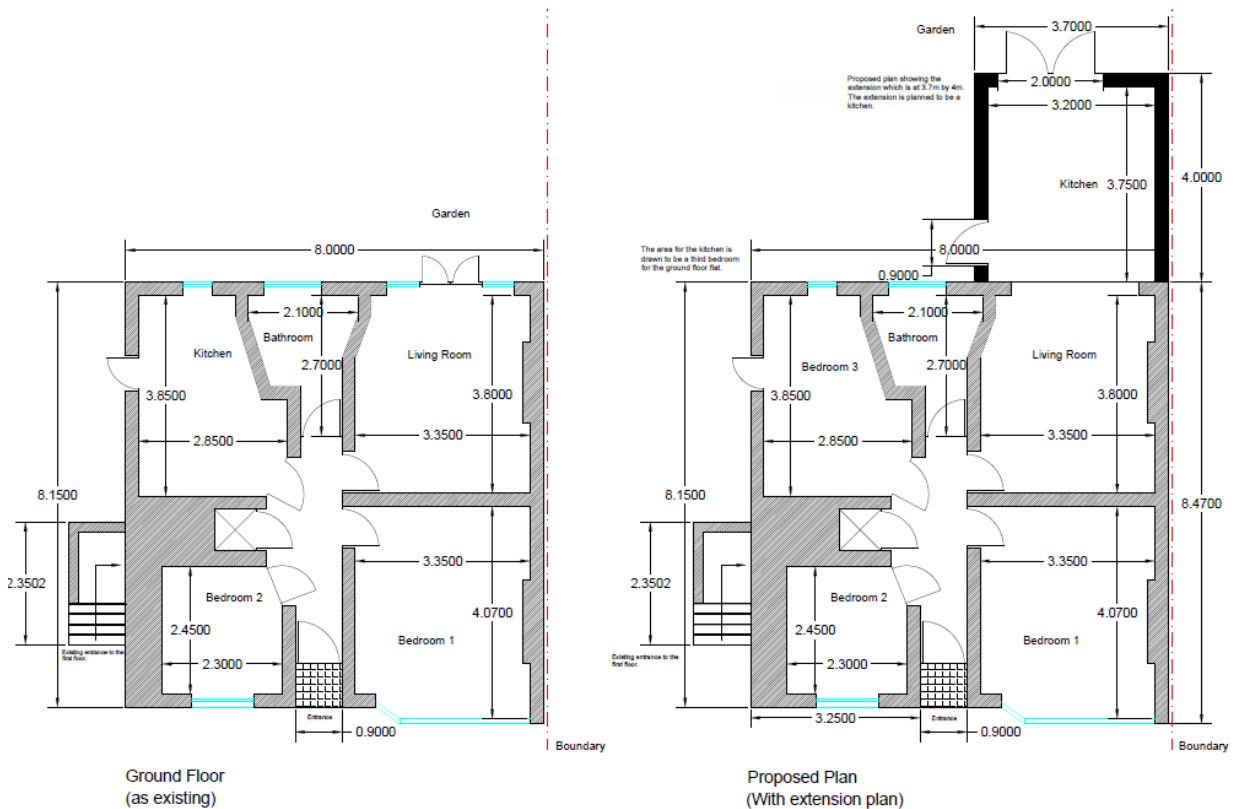 Garden
3.7000
Proposed plan showing the
extension which is at 3.7m by 4m.
The extension is planned to be a
kitchen.
2.0000
3.2000
Kitchen
3.7500
4.0000
Garden
8.0000
2.1000
Bathroom
Kitchen
2.7000
Living Room
3.8500
3.8000
2.8500
3.3500
8.1500
2.3502
3.3500
Bedroom 2
4.0700
2.4500
Bedroom 1
2.3000
Existing entrance to the
first floor.
Entrance
0.9000
Boundary
Ground Floor
(as existing)
The area for the kitchen is
drawn to be a third bedroom
for the ground floor flat.
8.0000
0.9000
2.1000
Bathroom
Bedroom 3
2.7000
Living Room
3.8500
3.8000
2.8500
3.3500
8.1500
8.4700
2.3502
3.3500
Bedroom 2
4.0700
2.4500
Bedroom 1
2.3000
Existing entrance to the
first floor.
3.2500
Entrance
0.9000
Boundary
Proposed Plan
(With extension plan)